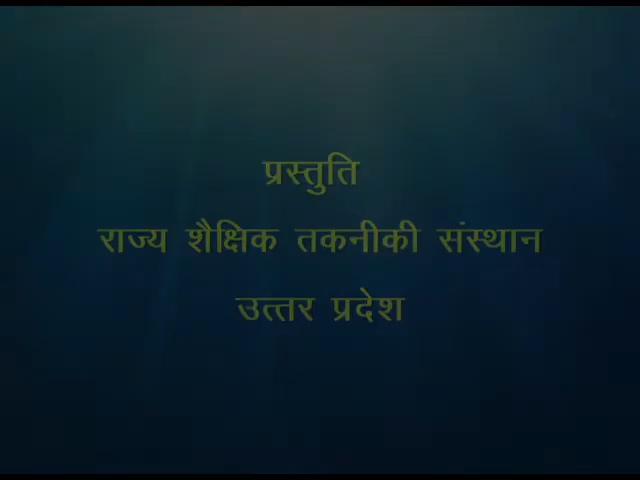 प्रस्तुति
राज्य शैक्षिक तकनीकी संस्थान
उत्तर प्रदेश